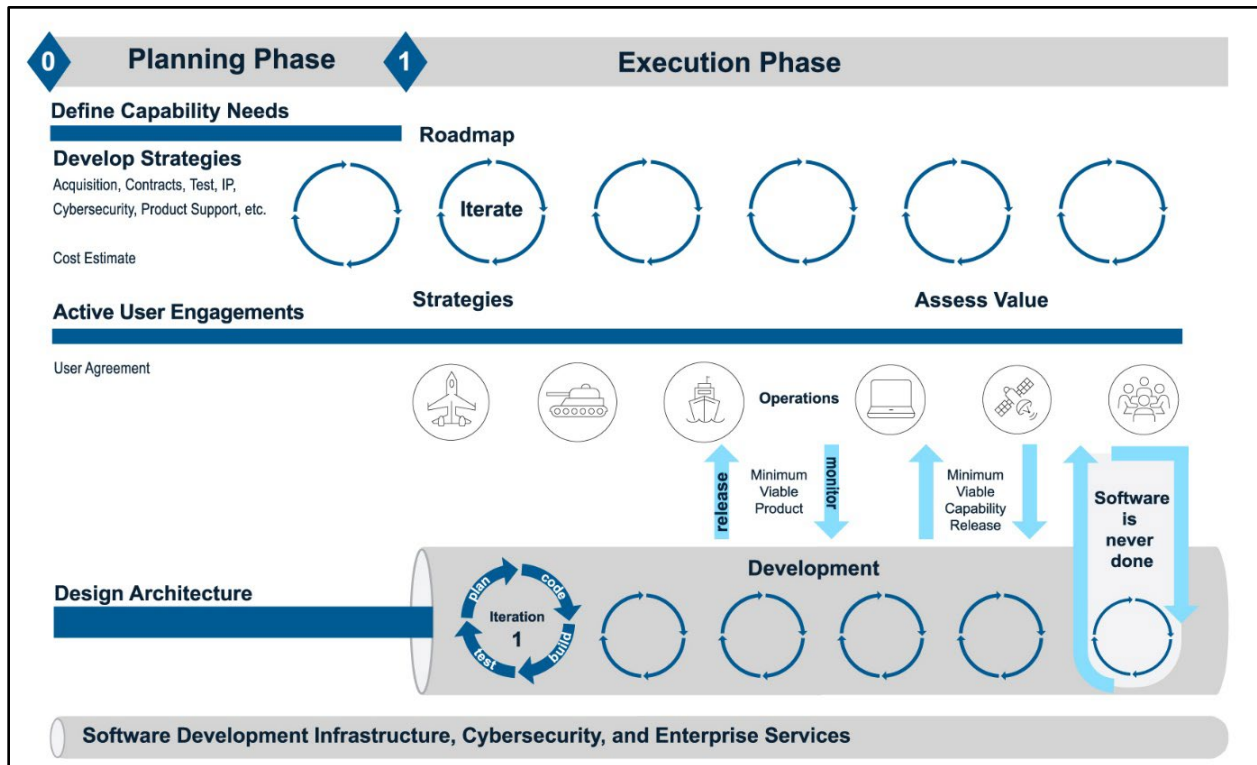 0
Planning Phase
1
Execution Phase
Define Capability Needs
Roadmap
Develop Strategies
Acquisition, Contracts, Test, IP,
Cybersecurity, Product Support, etc.
Iterate
Cost Estimate
Strategies
Assess Value
Active User Engagements
User Agreement
Operations
release
Minimum
Viable
Product
monitor
Minimum
Viable
Capability
Release
Software
is
never
done
Development
Design Architecture
plan
code
Iteration
1
test
build
Software Development Infrastructure, Cybersecurity, and Enterprise Services